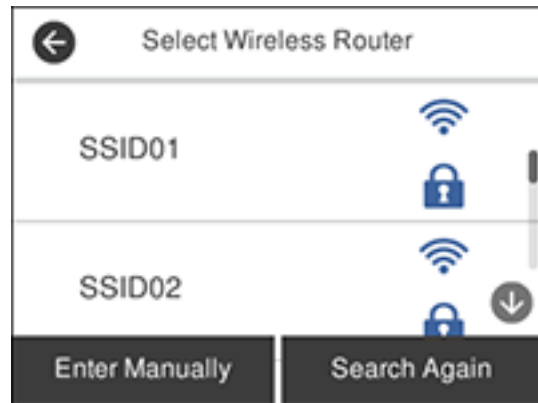 Select Wireless Router
SSID01
SSID02
Enter Manually
Search Again